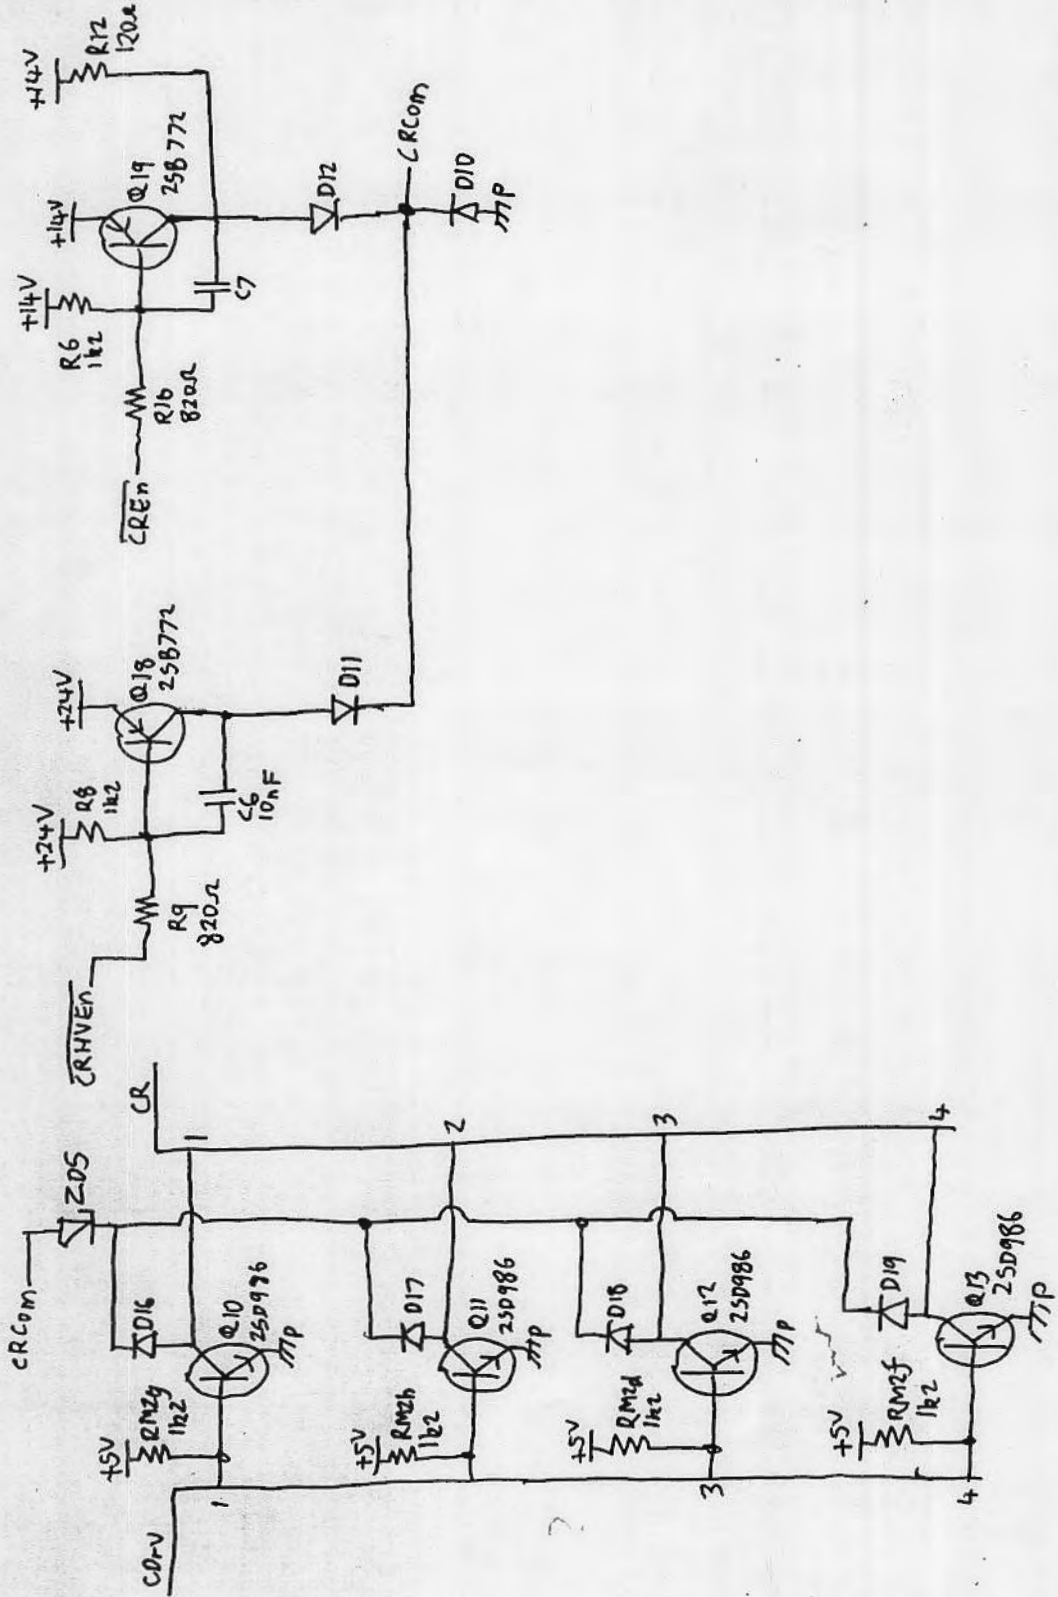 CRCom
ZD5
CR
D16
Q10
2SD986
P
1
+5V
RM2g
1k2
1
CDrv
D17
Q11
2SD986
P
2
+5V
RM2h
1k2
D18
Q12
2SD986
P
3
+5V
RM2d
1k2
3
D19
Q13
2SD986
P
4
+5V
RM2f
1k2
4
CRHVEn
R9
820Ω
+24V
R8
1k2
+24V
Q18
2SB772
C6
10nF
D11
CREn
R10
820Ω
+14V
R6
1k2
+14V
Q19
2SB772
C7
+14V
R12
120Ω
D12
CRCom
D10
P